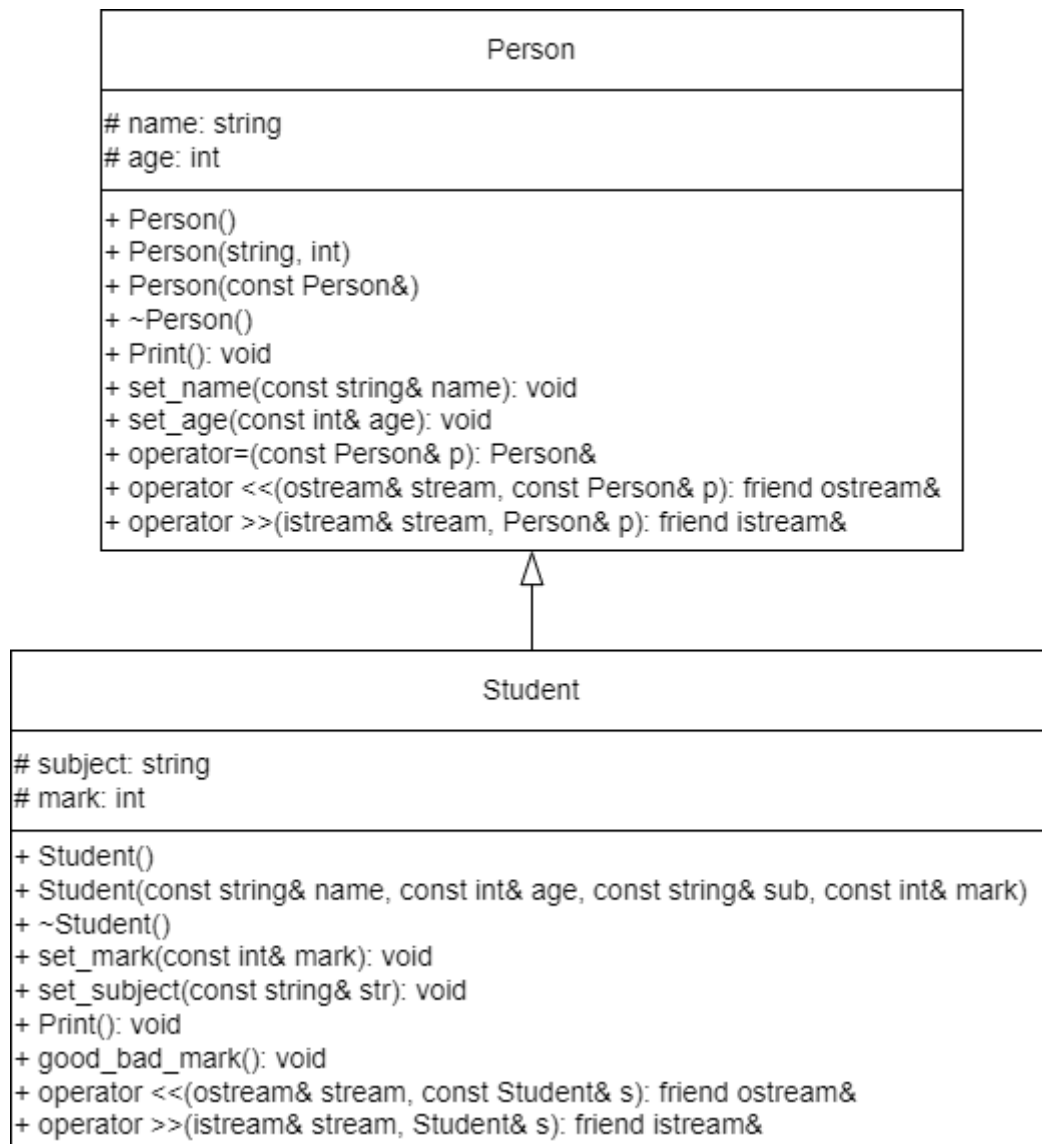 Person
# name: string
# age: int
+ Person()
+ Person(string, int)
+ Person(const Person&)
+ ~Person()
+ Print(): void
+ set_name(const string& name): void
+ set_age(const int& age): void
+ operator=(const Person& p): Person&
+ operator <<(ostream& stream, const Person& p): friend ostream&
+ operator >>(istream& stream, Person& p): friend istream&
Student
# subject: string
# mark: int
+ Student()
+ Student(const string& name, const int& age, const string& sub, const int& mark)
+ ~Student()
+ set_mark(const int& mark): void
+ set_subject(const string& str): void
+ Print(): void
+ good_bad_mark(): void
+ operator <<(ostream& stream, const Student& s): friend ostream&
+ operator >>(istream& stream, Student& s): friend istream&